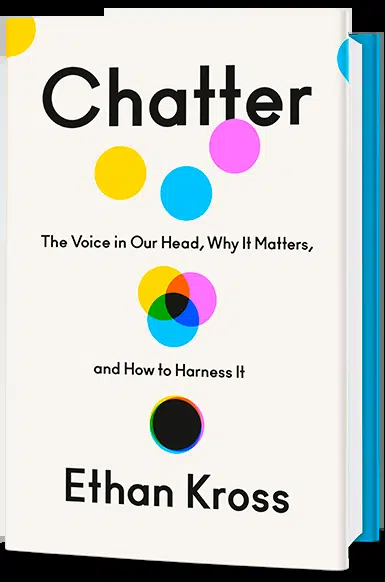 Chatter
The Voice in Our Head, Why It Matters,
and How to Harness It
Ethan Kross